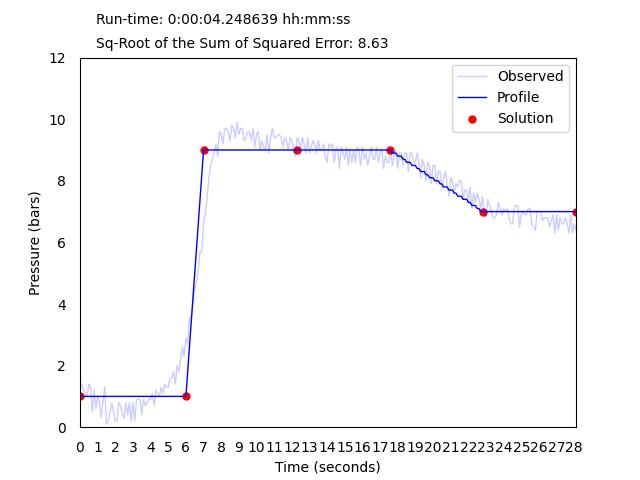 Run-time: 0:00:04.248639 hh:mm:ss
Sq-Root of the Sum of Squared Error: 8.63
12
10
8
6
4
2
0
Pressure (bars)
Observed
Profile
Solution
0 1 2 3 4 5 6 7 8 9 10 11 12 13 14 15 16 17 18 19 20 21 22 23 24 25 26 27 28
Time (seconds)